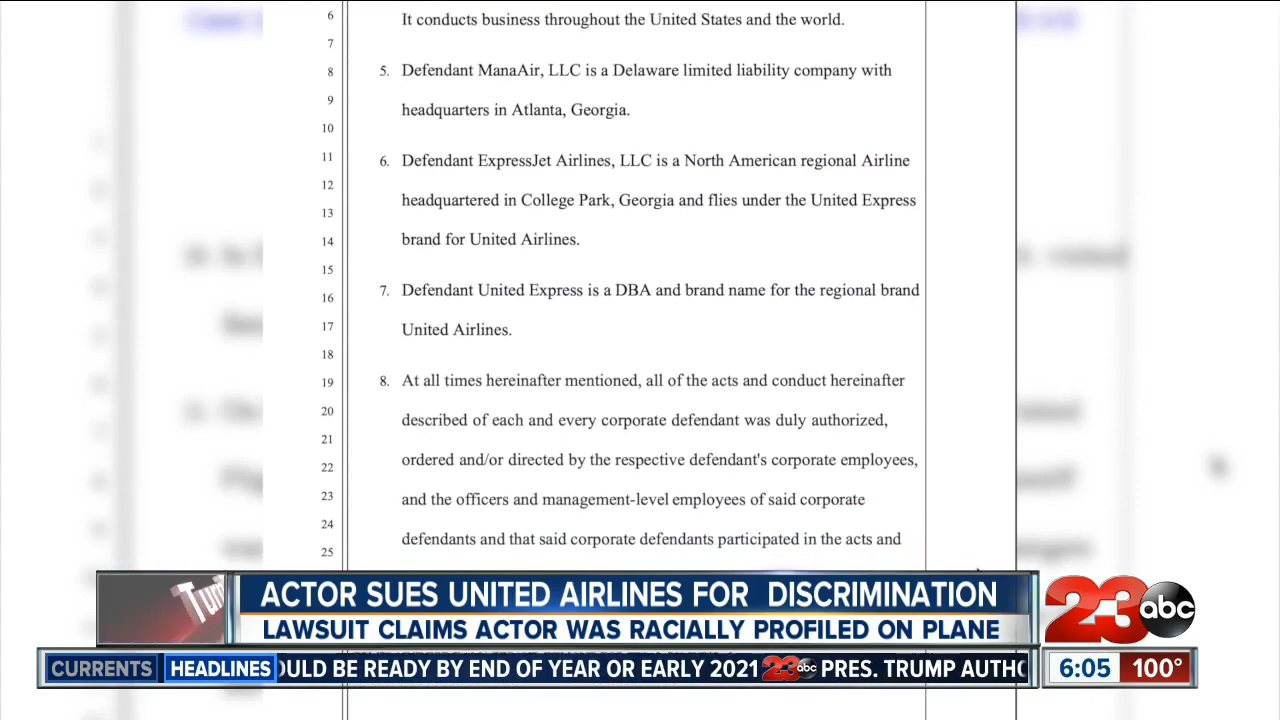 6 It conducts business throughout the United States and the world.
7
8 5. Defendant ManaAir, LLC is a Delaware limited liability company with
9 headquarters in Atlanta, Georgia.
10
11 6. Defendant ExpressJet Airlines, LLC is a North American regional Airline
12
13 headquartered in College Park, Georgia and flies under the United Express
14 brand for United Airlines.
15
16 7. Defendant United Express is a DBA and brand name for the regional brand
17 United Airlines.
18
19 8. At all times hereinafter mentioned, all of the acts and conduct hereinafter
20 described of each and every corporate defendant was duly authorized,
21
22 ordered and/or directed by the respective defendant's corporate employees,
23 and the officers and management-level employees of said corporate
24
25 defendants and that said corporate defendants participated in the acts and
Turn
ACTOR SUES UNITED AIRLINES FOR DISCRIMINATION
LAWSUIT CLAIMS ACTOR WAS RACIALLY PROFILED ON PLANE
23 abc
CURRENTS HEADLINES OULD BE READY BY END OF YEAR OR EARLY 2021 23 abc PRES. TRUMP AUTHO
6:05 100°